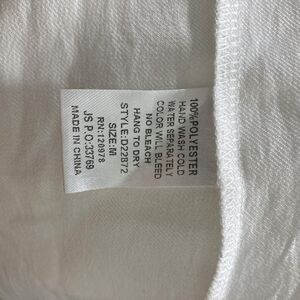 100%POLYESTER
HAND WASH COLD
WATER SEPARATELY
COLOR WILL BLEED
NO BLEACH
HANG TO DRY
STYLE:D22872
SIZE:M
RN:120978
JS P.O:33769
MADE IN CHINA